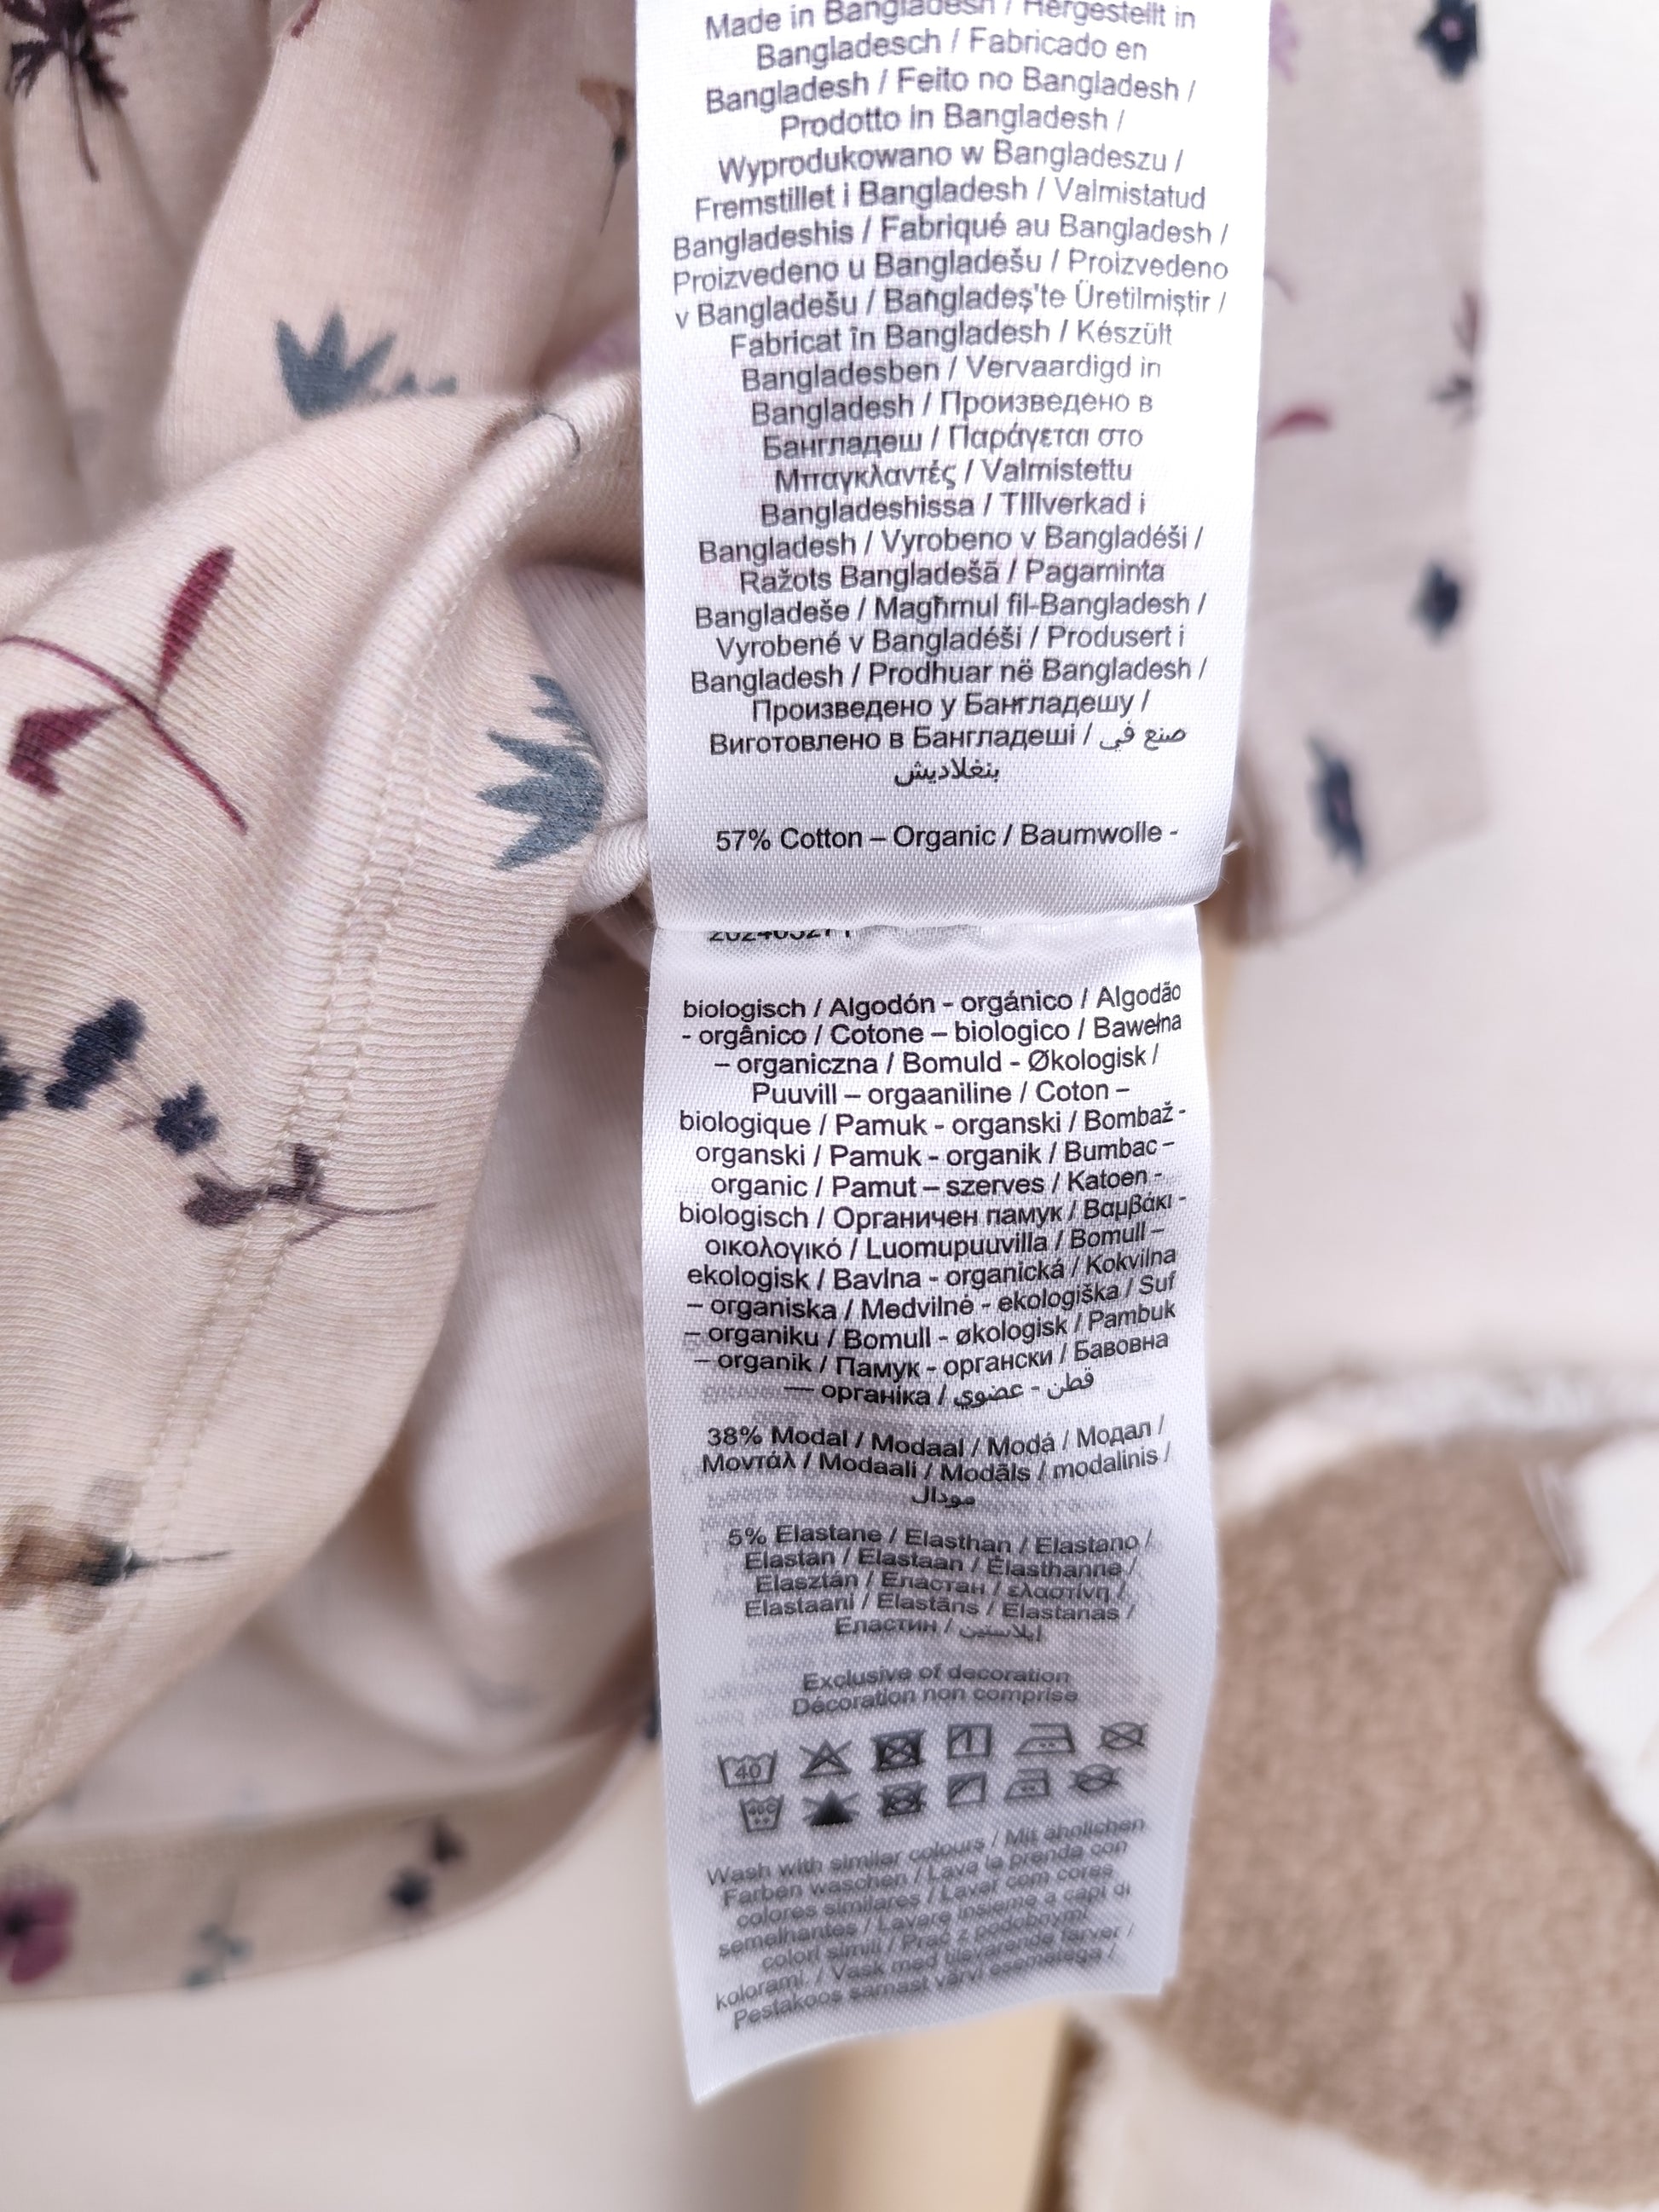 Made in Bangladesh / Hergestellt in
Bangladesch / Fabricado en
Bangladesh / Feito no Bangladesh /
Prodotto in Bangladesh /
Wyprodukowano w Bangladeszu /
Fremstillet i Bangladesh / Valmistatud
Bangladeshis / Fabriqué au Bangladesh /
Proizvedeno u Bangladešu / Proizvedeno
v Bangladešu / Bangladeş'te Üretilmiştir /
Fabricat în Bangladesh / Készült
Bangladesben / Vervaardigd in
Bangladesh / Произведено в
Бангладеш / Παράγεται στο
Μπαγκλαντές / Valmistettu
Bangladeshissa / TIllverkad i
Bangladesh / Vyrobeno v Bangladéši /
Ražots Bangladešā / Pagaminta
Bangladeše / Magħmul fil-Bangladesh /
Vyrobené v Bangladéši / Produsert i
Bangladesh / Prodhuar në Bangladesh /
Произведено у Бангладешу /
Виготовлено в Бангладеші / صنع في
بنغلاديش
57% Cotton – Organic / Baumwolle -
biologisch / Algodón - orgánico / Algodão
- orgânico / Cotone – biologico / Bawełna
– organiczna / Bomuld - Økologisk /
Puuvill – orgaaniline / Coton –
biologique / Pamuk - organski / Bombaž -
organski / Pamuk - organik / Bumbac –
organic / Pamut – szerves / Katoen -
biologisch / Органичен памук / Βαμβάκι -
οικολογικό / Luomupuuvilla / Bomull –
ekologisk / Bavlna - organická / Kokvilna
– organiska / Medvilnė - ekologiška / Suf
– organiku / Bomull - økologisk / Pambuk
– organik / Памук - органски / Бавовна
— органіка / قطن - عضوي
38% Modal / Modaal / Modá / Модал /
Μοντάλ / Modaali / Modāls / modalinis /
مودال
5% Elastane / Elasthan / Elastano /
Elastan / Elastaan / Élasthanne /
Elasztán / Еластан / ελαστίνη /
Elastaani / Elastāns / Elastanas /
Еластин / إيلاستين
Exclusive of decoration
Décoration non comprise
40
40C
Wash with similar colours / Mit ähnlichen
Farben waschen / Lava la prenda con
colores similares / Lavar com cores
semelhantes / Lavare insieme a capi di
colori simili / Prać z podobnymi
kolorami. / Vask med tilsvarende farver /
Pestakoos samast värvi esemetega /